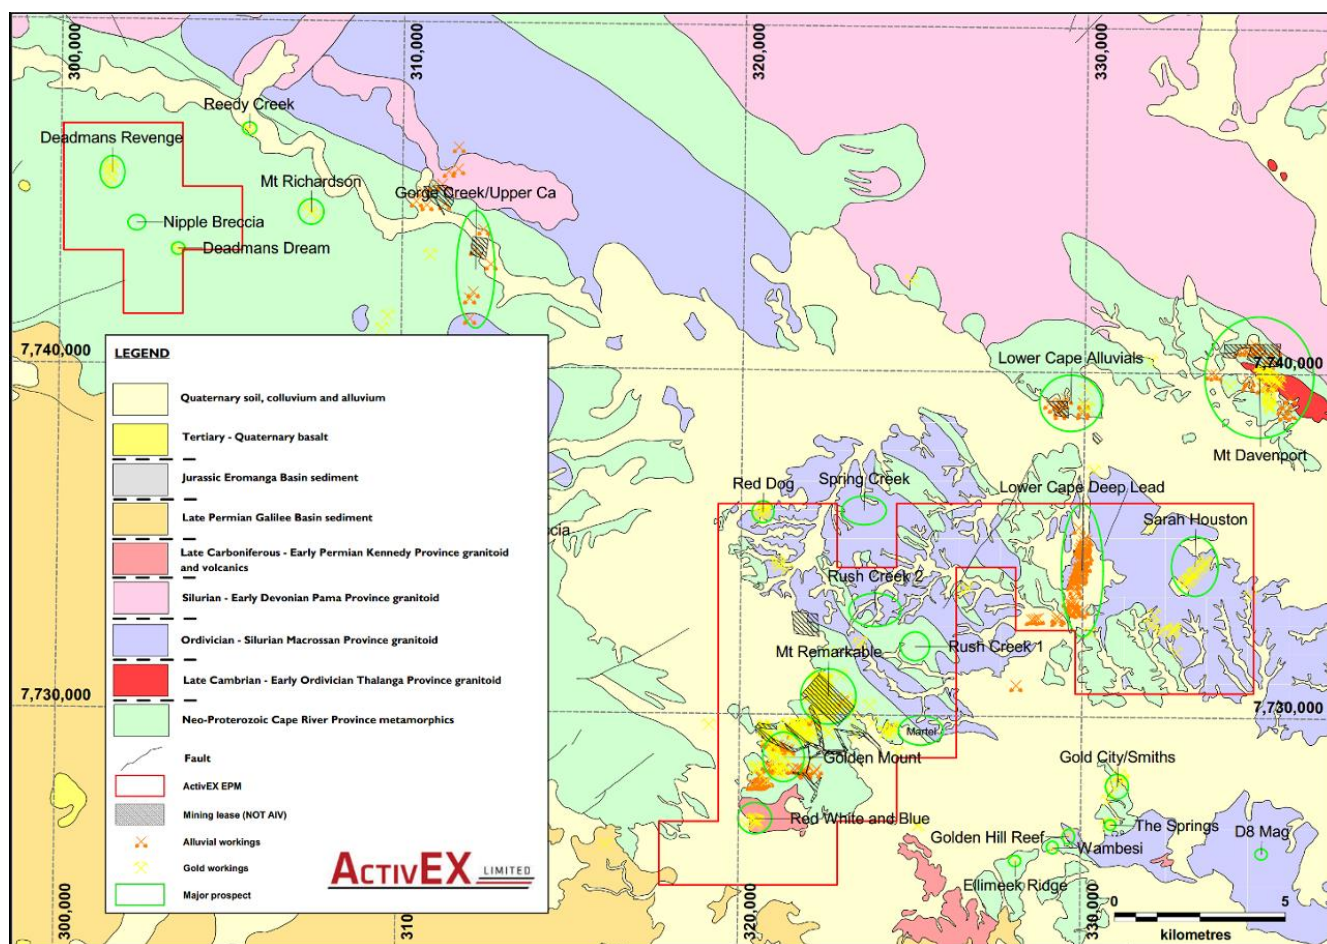 300,000
310,000
320,000
330,000
Reedy Creek
Deadmans Revenge
Mt Richardson
Gorge Creek/Upper Ca
Nipple Breccia
Deadmans Dream
7,740,000
Lower Cape Alluvials
7,740,000
Mt Davenport
LEGEND
Quaternary soil, colluvium and alluvium
Tertiary - Quaternary basalt
Jurassic Eromanga Basin sediment
Late Permian Galilee Basin sediment
Late Carboniferous - Early Permian Kennedy Province granitoid
and volcanics
Silurian - Early Devonian Pama Province granitoid
Ordivician - Silurian Macrossan Province granitoid
Late Cambrian - Early Ordivician Thalanga Province granitoid
Neo-Proterozoic Cape River Province metamorphics
Fault
ActivEX EPM
Mining lease (NOT AIV)
Alluvial workings
Gold workings
Major prospect
ACTIVEX LIMITED
Red Dog
Spring Creek
Lower Cape Deep Lead
Sarah Houston
cia
Rush Creek 2
Mt Remarkable
Rush Creek 1
7,730,000
7,730,000
Martel
Golden Mount
Gold City/Smiths
Red White and Blue
Golden Hill Reef
The Springs
D8 Mag
Wambesi
Ellimeek Ridge
300,000
310
320,000
330,000
0
5
kilometres